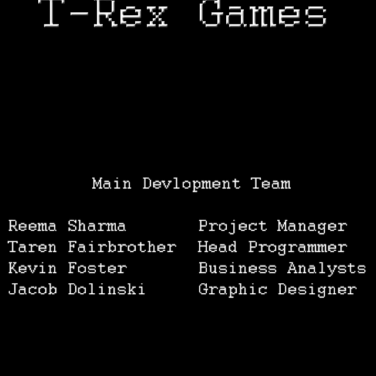 T-Rex Games
Main Devlopment Team
Reema Sharma Project Manager
Taren Fairbrother Head Programmer
Kevin Foster Business Analysts
Jacob Dolinski Graphic Designer